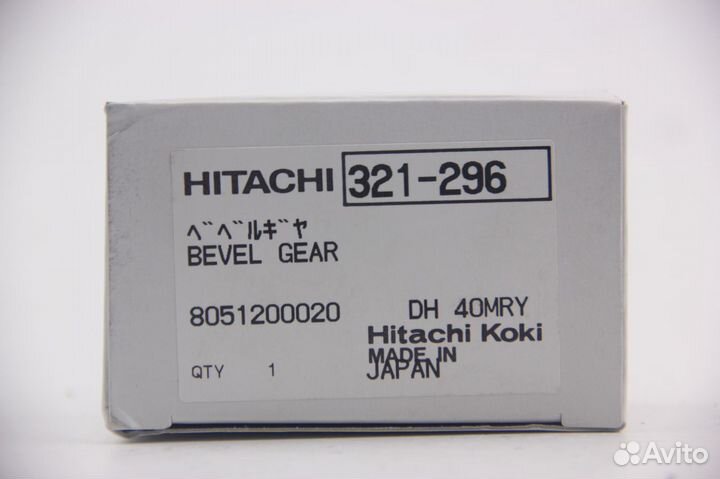 HITACHI 321-296
ﾍﾞﾍﾞﾙｷﾞﾔ
BEVEL GEAR
8051200020 DH 40MRY
Hitachi Koki
MADE IN
QTY 1 JAPAN
Avito